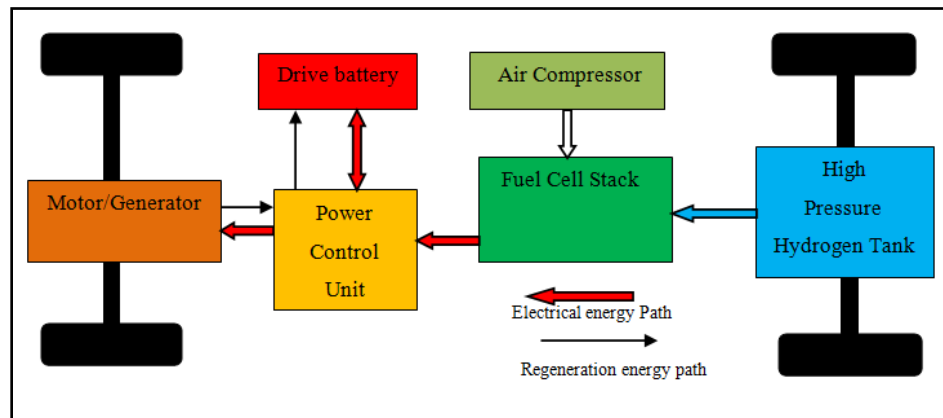 Drive battery
Air Compressor
Motor/Generator
Power
Control
Unit
Fuel Cell Stack
High
Pressure
Hydrogen Tank
Electrical energy Path
Regeneration energy path